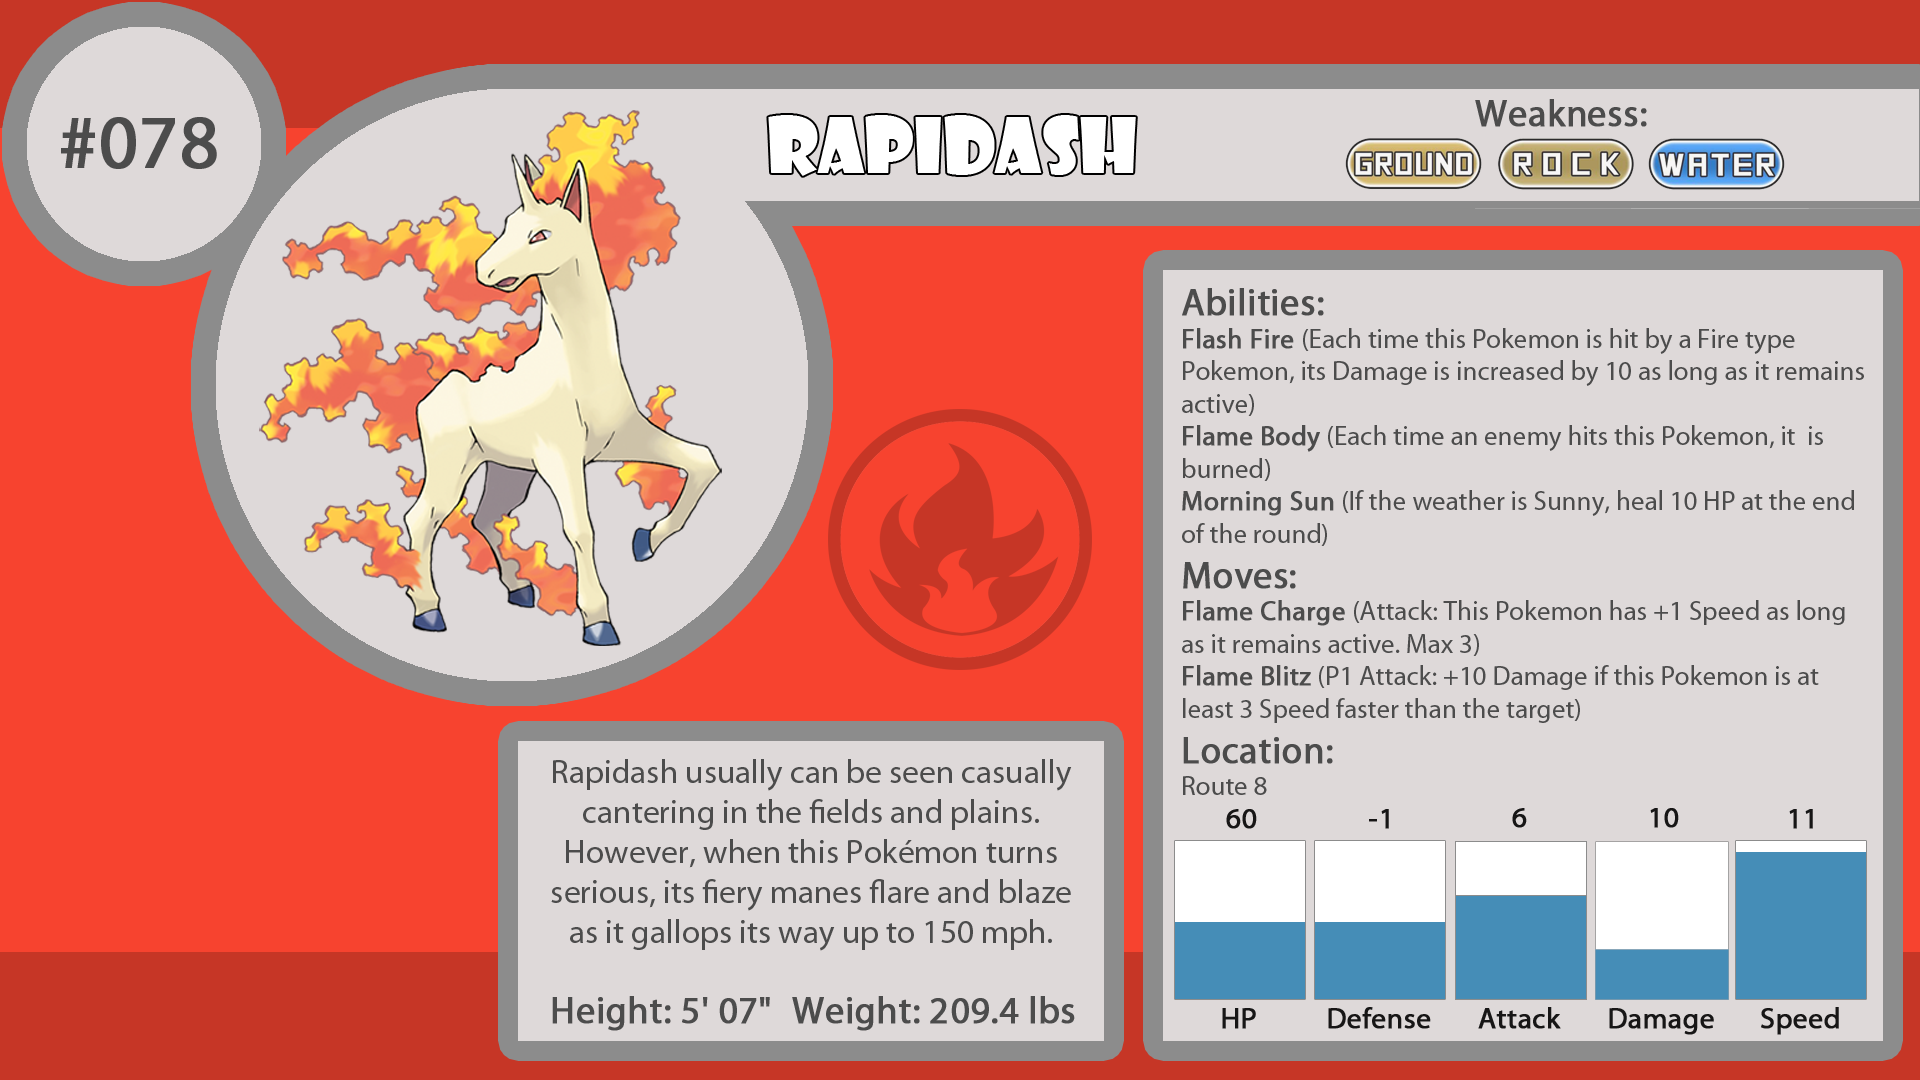 #078
RAPIDASH
Weakness:
GROUND ROCK WATER
Abilities:
Flash Fire (Each time this Pokemon is hit by a Fire type
Pokemon, its Damage is increased by 10 as long as it remains
active)
Flame Body (Each time an enemy hits this Pokemon, it  is
burned)
Morning Sun (If the weather is Sunny, heal 10 HP at the end
of the round)
Moves:
Flame Charge (Attack: This Pokemon has +1 Speed as long
as it remains active. Max 3)
Flame Blitz (P1 Attack: +10 Damage if this Pokemon is at
least 3 Speed faster than the target)
Location:
Route 8
60 -1 6 10 11
HP Defense Attack Damage Speed
Rapidash usually can be seen casually
cantering in the fields and plains.
However, when this Pokémon turns
serious, its fiery manes flare and blaze
as it gallops its way up to 150 mph.
Height: 5' 07"  Weight: 209.4 lbs